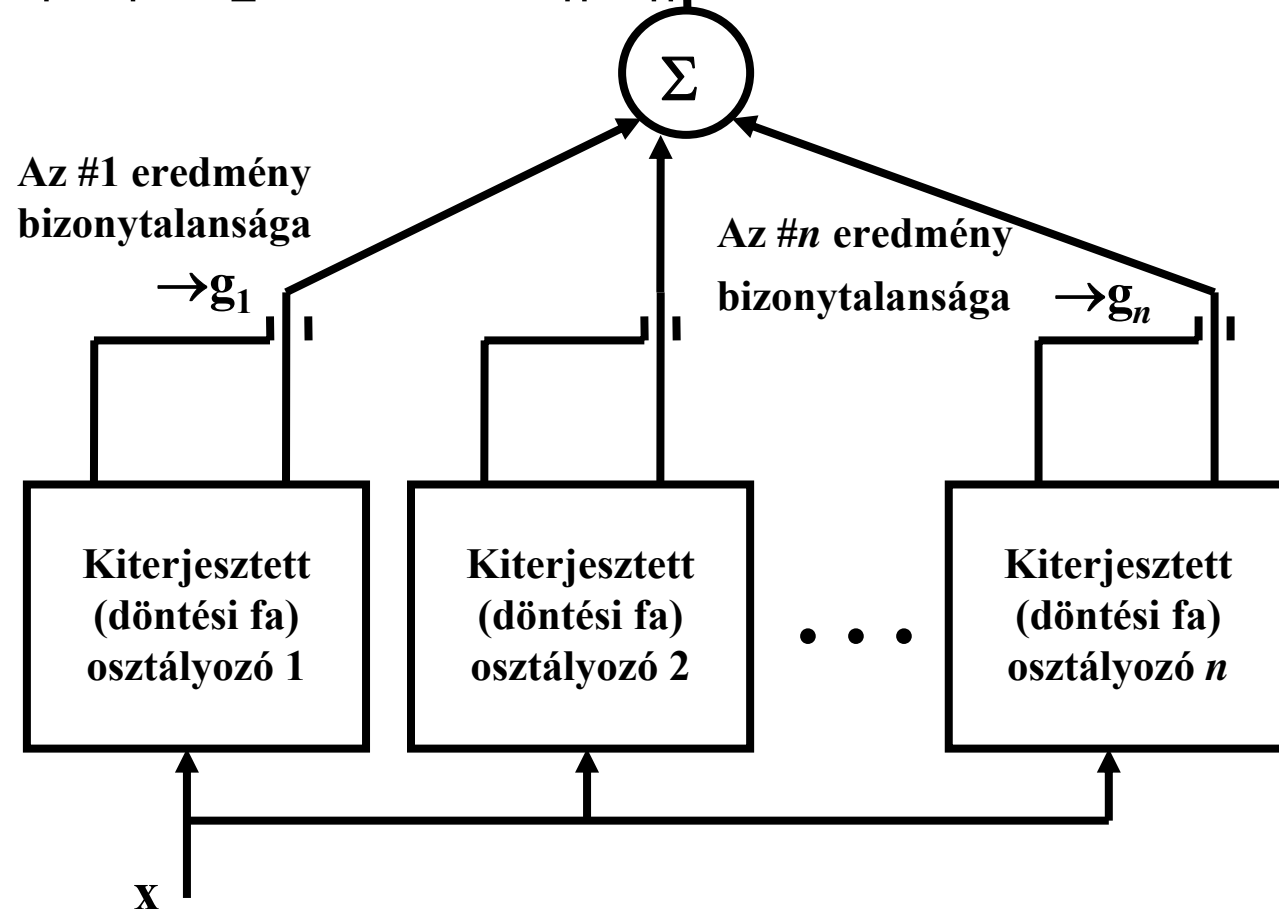 Σ
Az #1 eredmény
bizonytalansága
→g₁
Az #n eredmény
bizonytalansága →gₙ
Kiterjesztett
(döntési fa)
osztályozó 1
Kiterjesztett
(döntési fa)
osztályozó 2
• • •
Kiterjesztett
(döntési fa)
osztályozó n
x